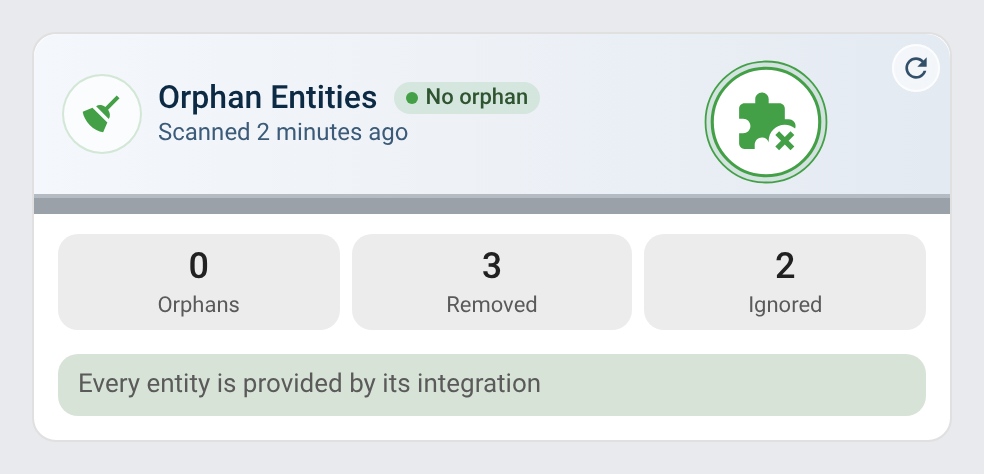 Orphan Entities
No orphan
Scanned 2 minutes ago
0
Orphans
3
Removed
2
Ignored
Every entity is provided by its integration